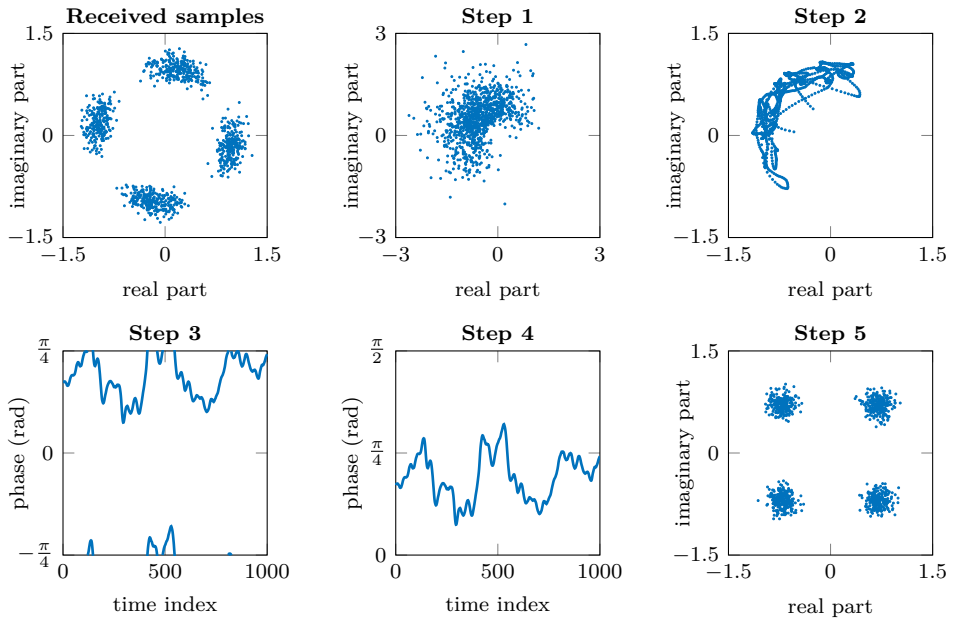 Received samples
1.5
0
−1.5
−1.5
0
1.5
imaginary part
real part
Step 1
3
0
−3
−3
0
3
imaginary part
real part
Step 2
1.5
0
−1.5
−1.5
0
1.5
imaginary part
real part
Step 3
π/4
0
−π/4
0
500
1000
phase (rad)
time index
Step 4
π/2
π/4
0
0
500
1000
phase (rad)
time index
Step 5
1.5
0
−1.5
−1.5
0
1.5
imaginary part
real part